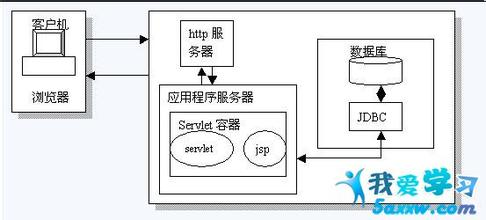 客户机
浏览器
http 服
务器
应用程序服务器
Servlet 容器
servlet
jsp
数据库
JDBC
我爱学习
5axxw.com